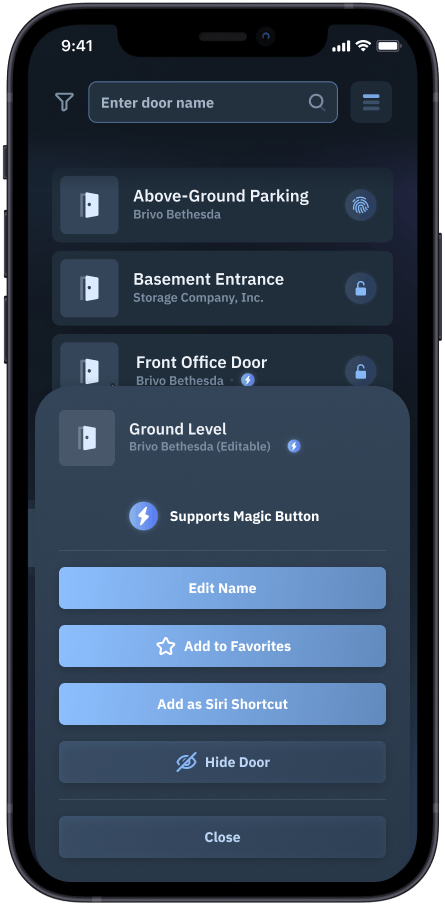 9:41
Enter door name
Above-Ground Parking
Brivo Bethesda
Basement Entrance
Storage Company, Inc.
Front Office Door
Brivo Bethesda ·
Ground Level
Brivo Bethesda (Editable)
Supports Magic Button
Edit Name
Add to Favorites
Add as Siri Shortcut
Hide Door
Close